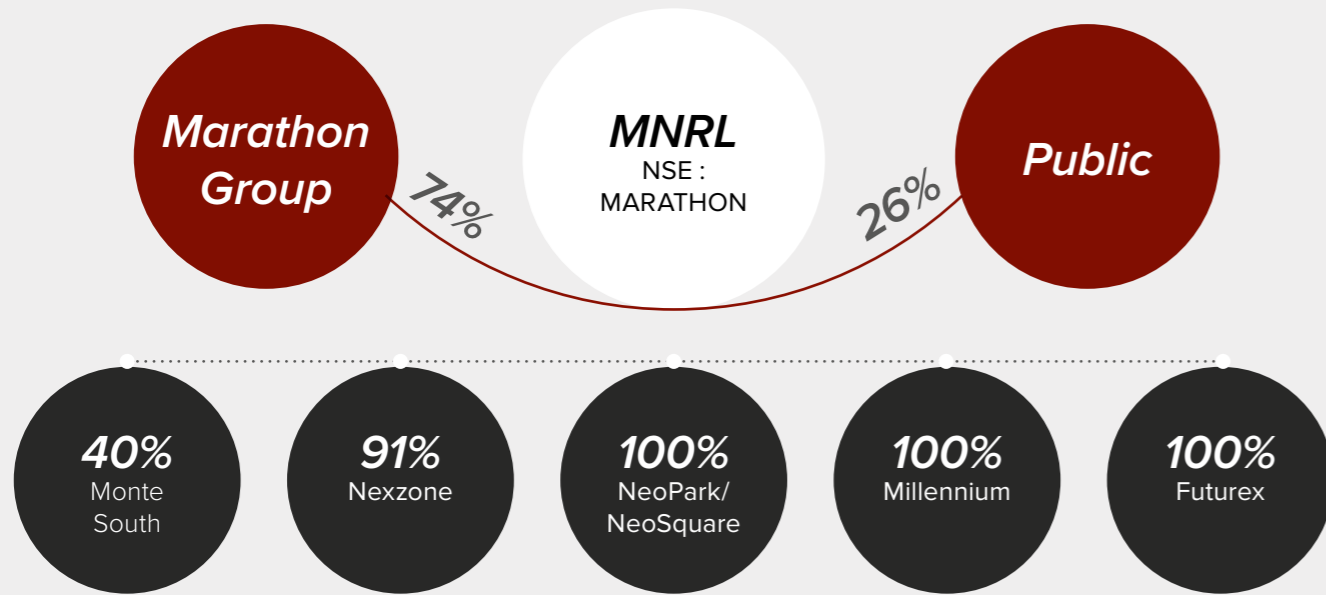 Marathon
Group
74%
MNRL
NSE :
MARATHON
26%
Public
40%
Monte
South
91%
Nexzone
100%
NeoPark/
NeoSquare
100%
Millennium
100%
Futurex